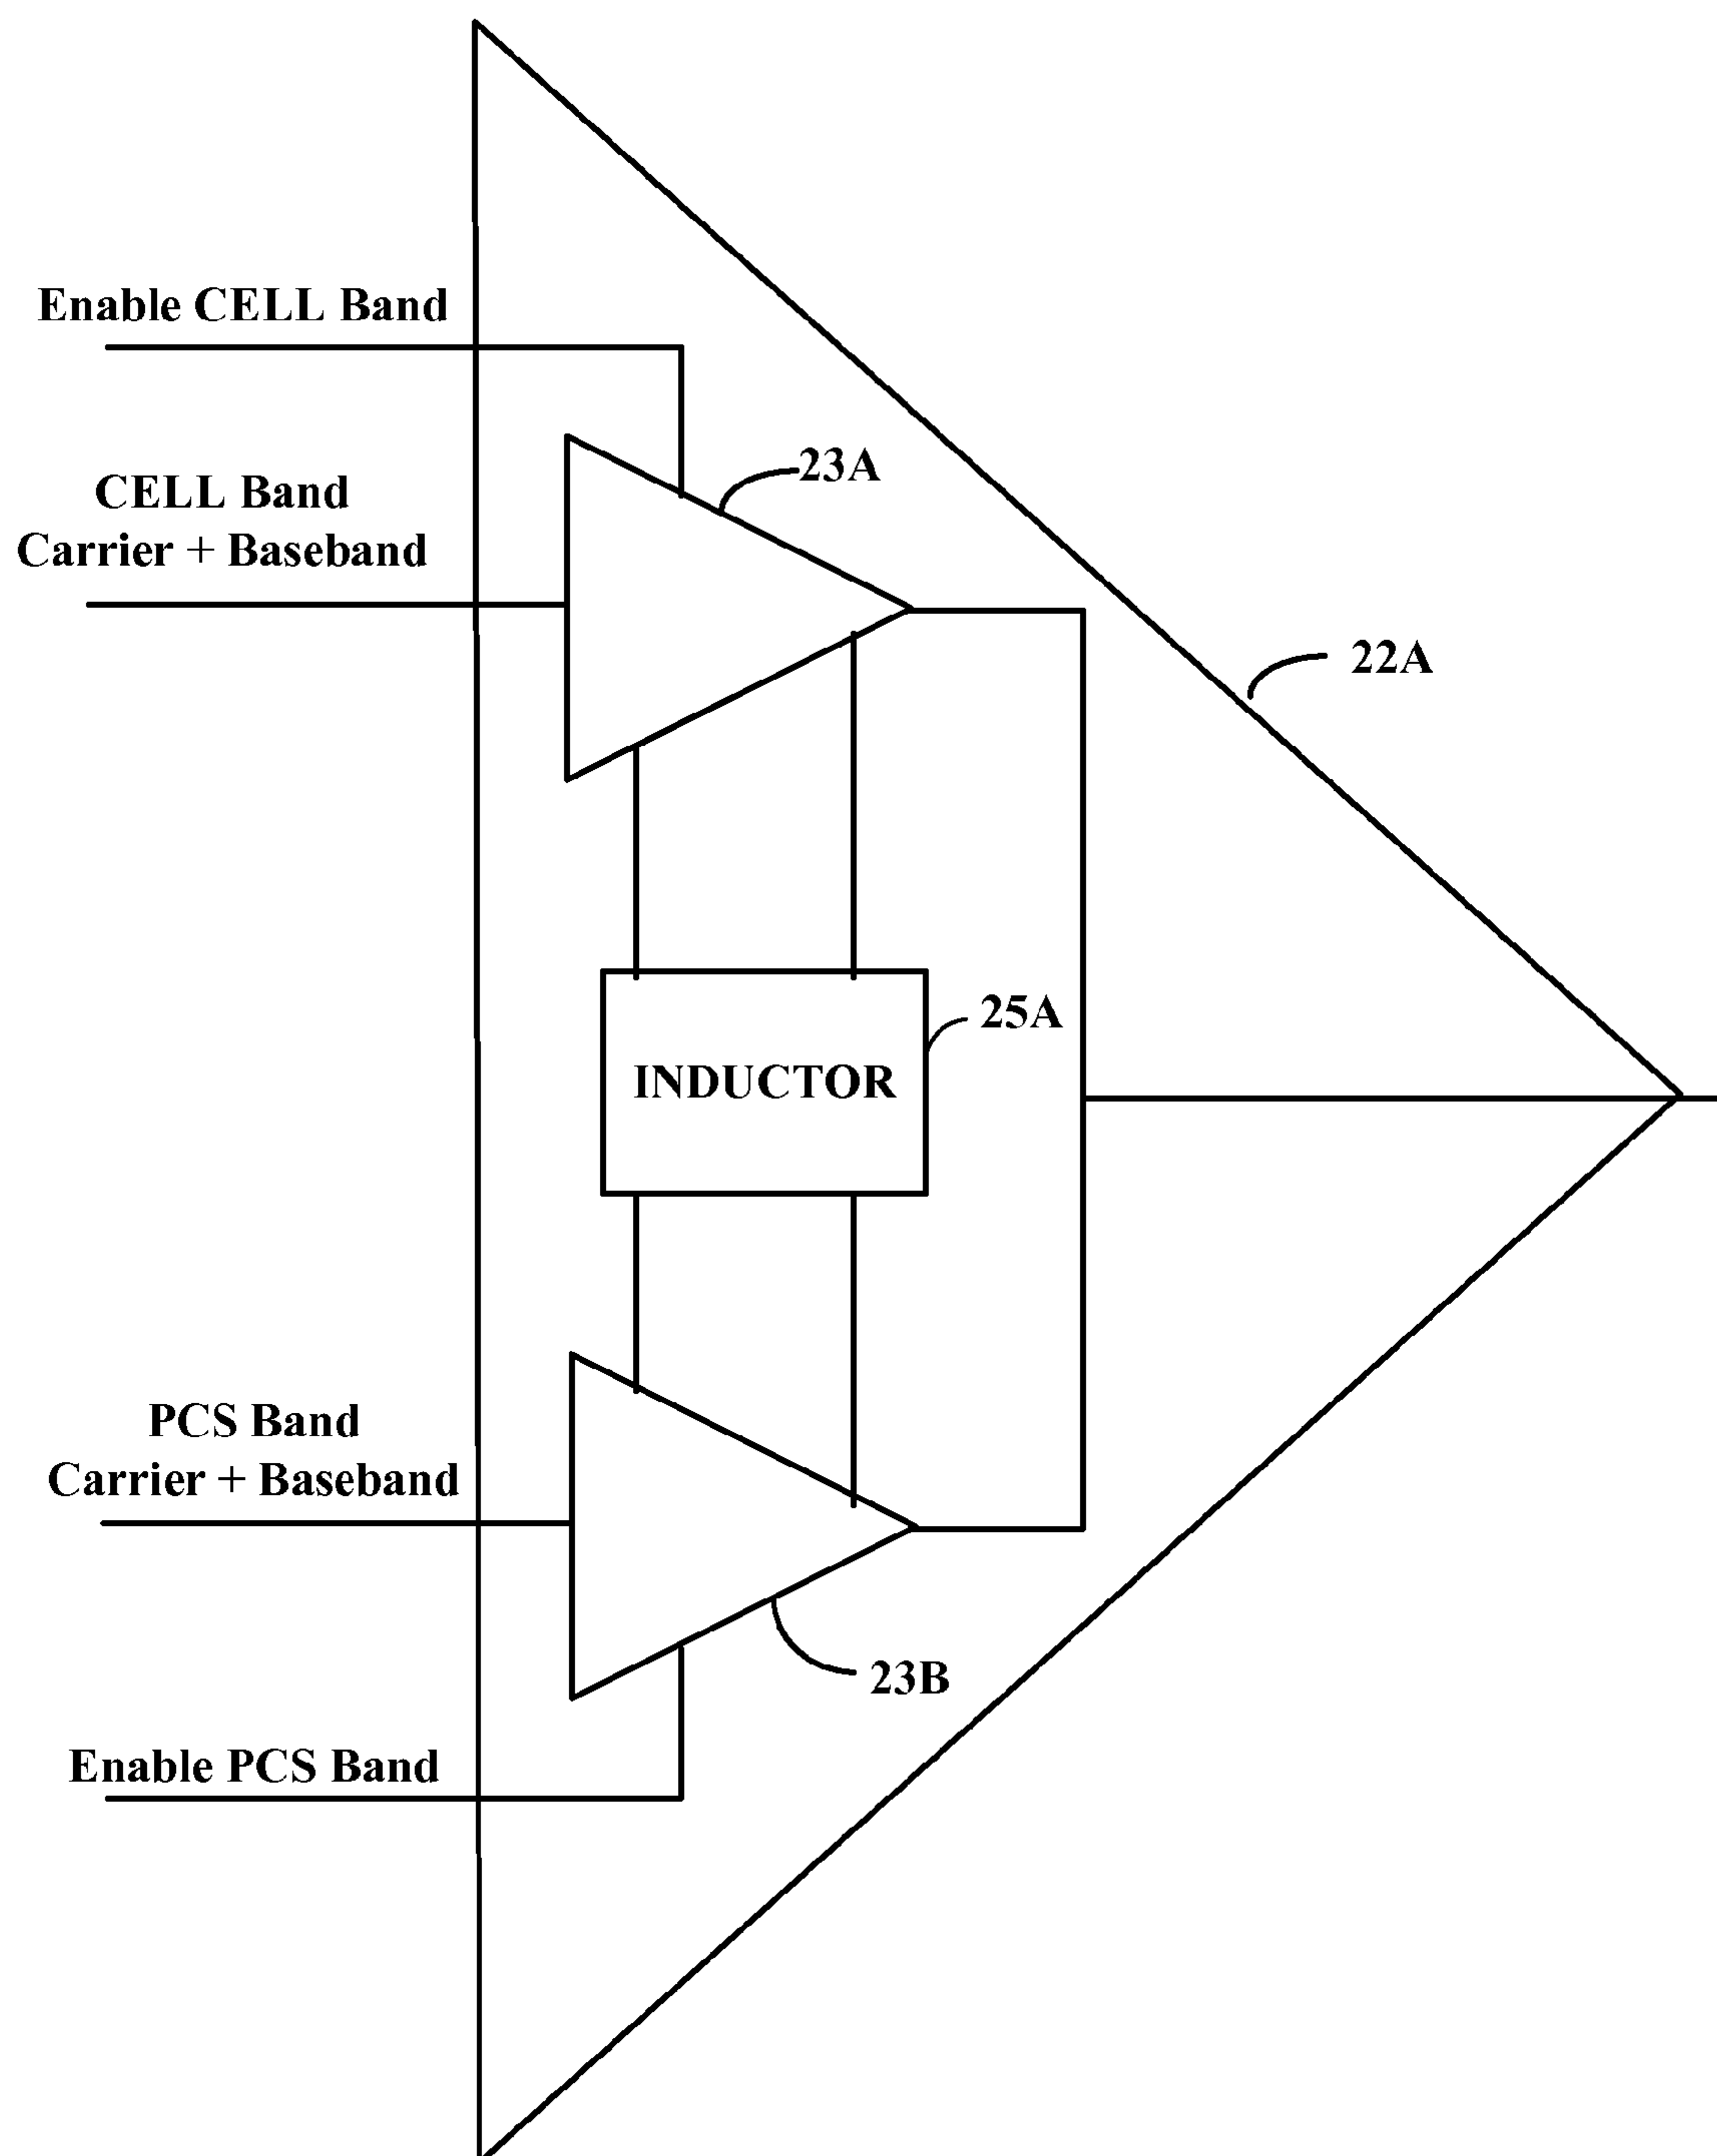 Enable CELL Band
CELL Band
Carrier + Baseband
23A
22A
25A
INDUCTOR
PCS Band
Carrier + Baseband
23B
Enable PCS Band